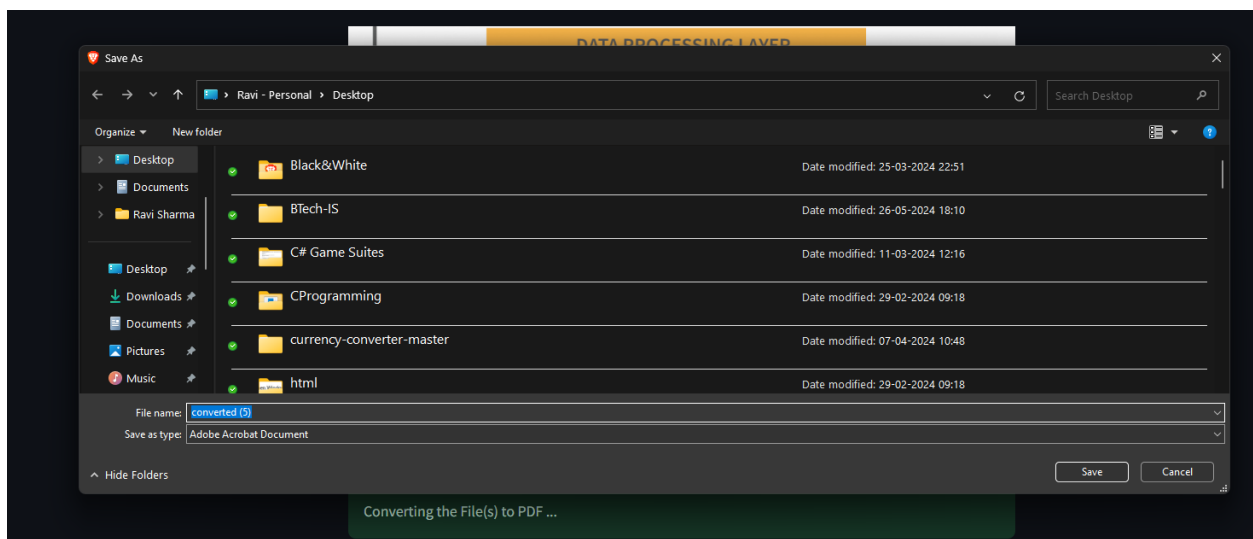 DATA PROCESSING LAYER
Save As
Ravi - Personal › Desktop
Search Desktop
Organize
New folder
Desktop
Documents
Ravi Sharma
Desktop
Downloads
Documents
Pictures
Music
Black&White Date modified: 25-03-2024 22:51
BTech-IS Date modified: 26-05-2024 18:10
C# Game Suites Date modified: 11-03-2024 12:16
CProgramming Date modified: 29-02-2024 09:18
currency-converter-master Date modified: 07-04-2024 10:48
html Date modified: 29-02-2024 09:18
File name: converted (5)
Save as type: Adobe Acrobat Document
Hide Folders
Save
Cancel
Converting the File(s) to PDF ...